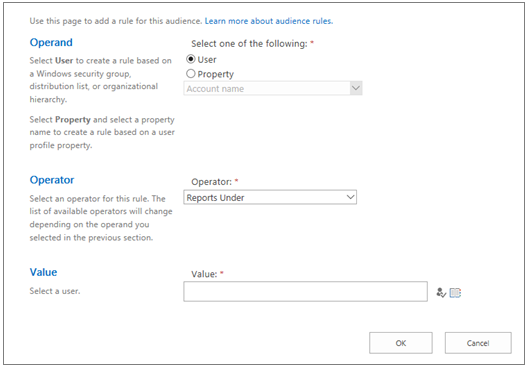 Use this page to add a rule for this audience. Learn more about audience rules.
Operand
Select one of the following: *
Select User to create a rule based on
a Windows security group,
distribution list, or organizational
hierarchy.
User
Property
Account name
Select Property and select a property
name to create a rule based on a user
profile property.
Operator
Operator: *
Select an operator for this rule. The
list of available operators will change
depending on the operand you
selected in the previous section.
Reports Under
Value
Value: *
Select a user.
OK
Cancel